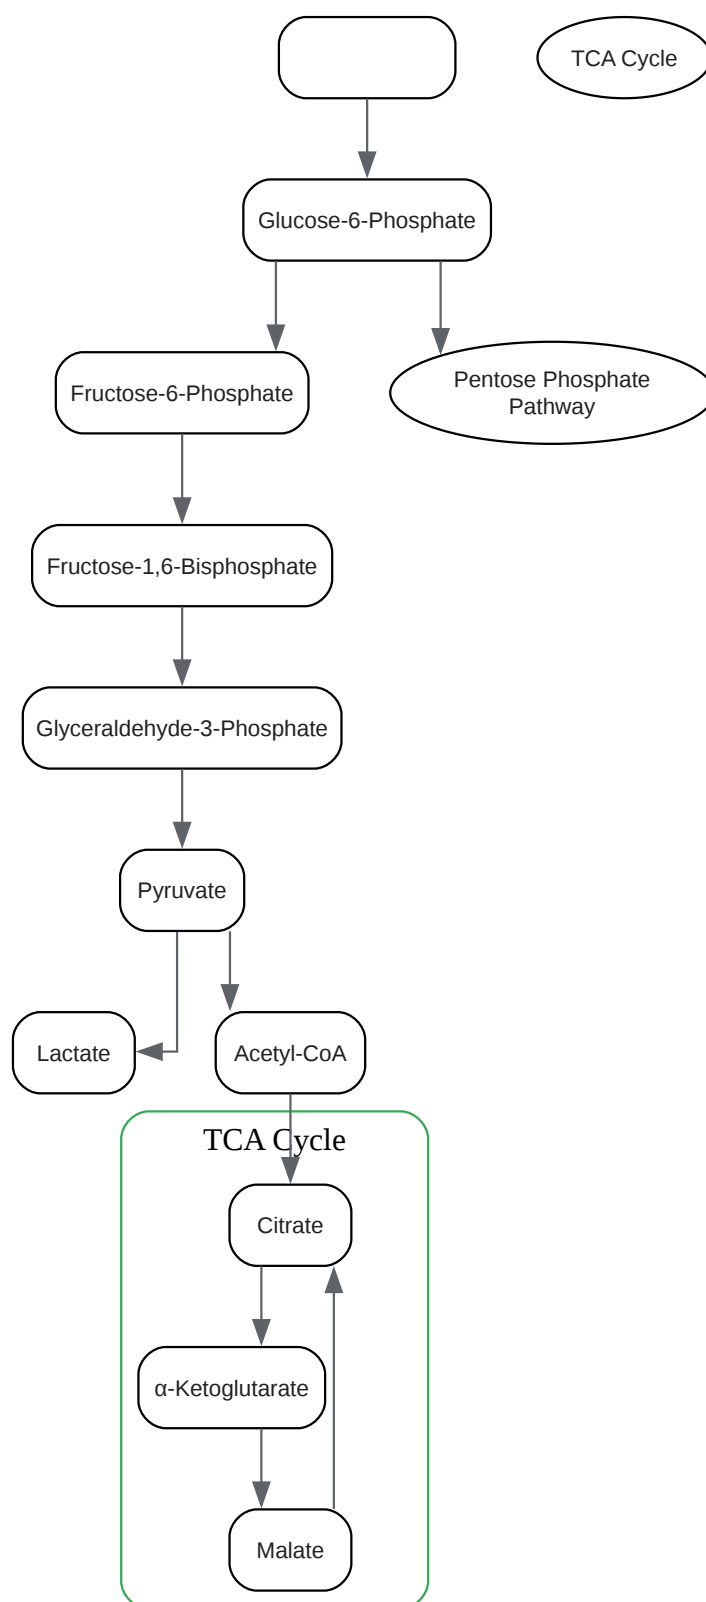 TCA Cycle
Glucose-6-Phosphate
Fructose-6-Phosphate
Pentose Phosphate
Pathway
Fructose-1,6-Bisphosphate
Glyceraldehyde-3-Phosphate
Pyruvate
Lactate
Acetyl-CoA
TCA Cycle
Citrate
α-Ketoglutarate
Malate